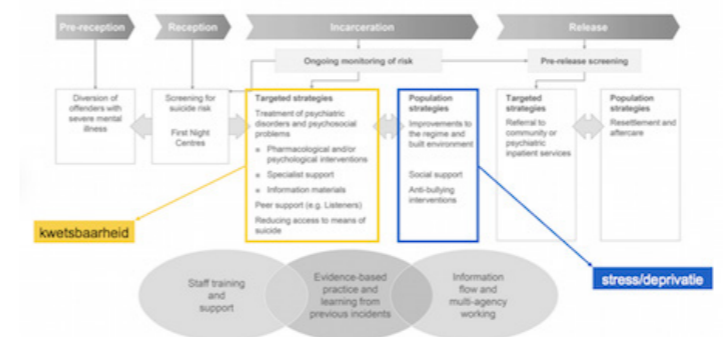 Pre-reception
Reception
Incarceration
Release
Ongoing monitoring of risk
Pre-release screening
Diversion of
offenders with
severe mental
illness
Screening for
suicide risk
First Night
Centres
Targeted strategies
Treatment of psychiatric
disorders and psychosocial
problems
Pharmacological and/or
psychological interventions
Specialist support
Information materials
Peer support (e.g. Listeners)
Reducing access to means of
suicide
Population
strategies
Improvements to
the regime and
built environment
Social support
Anti-bullying
interventions
Targeted
strategies
Referral to
community or
psychiatric
inpatient services
Population
strategies
Resettlement and
aftercare
kwetsbaarheid
stress/deprivatie
Staff training
and
support
Evidence-based
practice and
learning from
previous incidents
Information
flow and
multi-agency
working